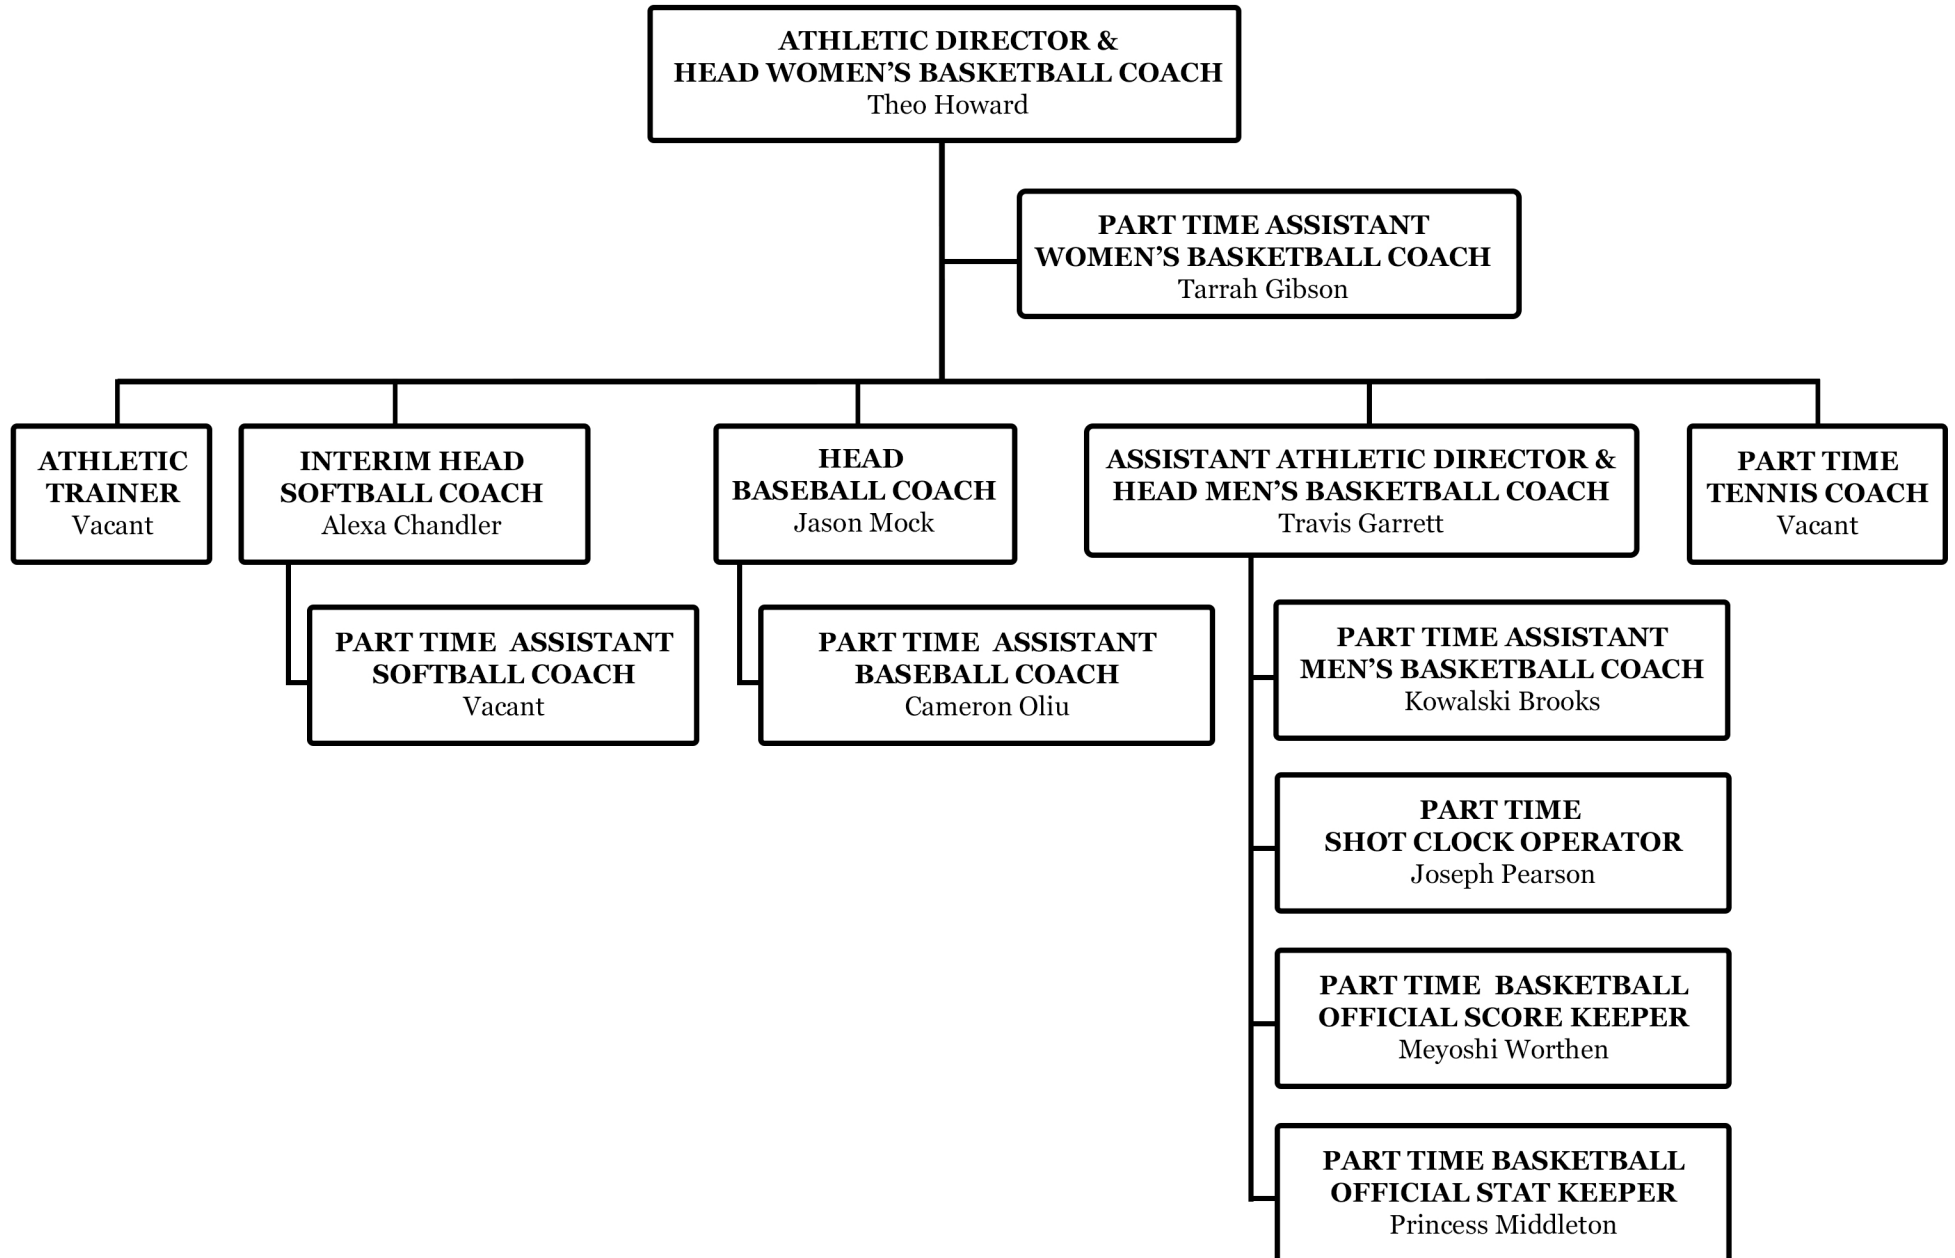 ATHLETIC DIRECTOR &
HEAD WOMEN’S BASKETBALL COACH
Theo Howard
PART TIME ASSISTANT
WOMEN’S BASKETBALL COACH
Tarrah Gibson
ATHLETIC
TRAINER
Vacant
INTERIM HEAD
SOFTBALL COACH
Alexa Chandler
HEAD
BASEBALL COACH
Jason Mock
ASSISTANT ATHLETIC DIRECTOR &
HEAD MEN’S BASKETBALL COACH
Travis Garrett
PART TIME
TENNIS COACH
Vacant
PART TIME ASSISTANT
SOFTBALL COACH
Vacant
PART TIME ASSISTANT
BASEBALL COACH
Cameron Oliu
PART TIME ASSISTANT
MEN’S BASKETBALL COACH
Kowalski Brooks
PART TIME
SHOT CLOCK OPERATOR
Joseph Pearson
PART TIME BASKETBALL
OFFICIAL SCORE KEEPER
Meyoshi Worthen
PART TIME BASKETBALL
OFFICIAL STAT KEEPER
Princess Middleton